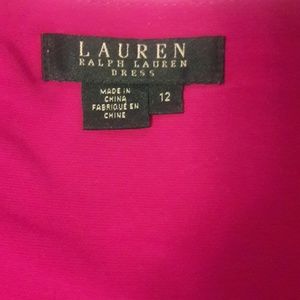 LAUREN
RALPH LAUREN
DRESS
MADE IN
CHINA
FABRIQUÉ EN
CHINE
12